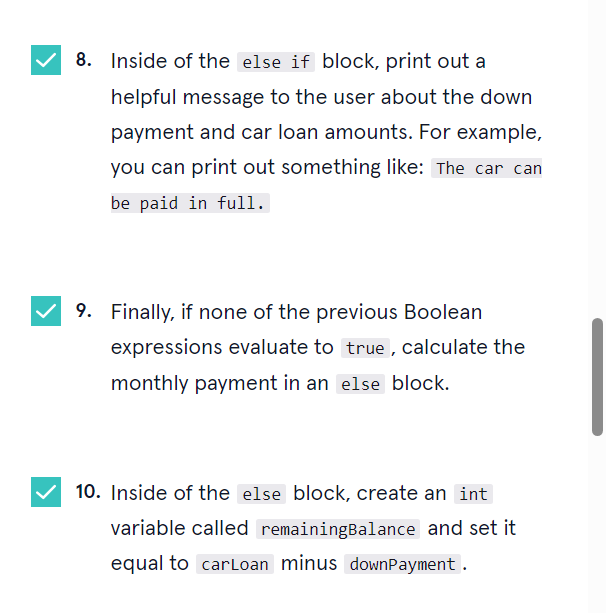 8. Inside of the else if block, print out a
helpful message to the user about the down
payment and car loan amounts. For example,
you can print out something like: The car can
be paid in full.
9. Finally, if none of the previous Boolean
expressions evaluate to true, calculate the
monthly payment in an else block.
10. Inside of the else block, create an int
variable called remainingBalance and set it
equal to carLoan minus downPayment.